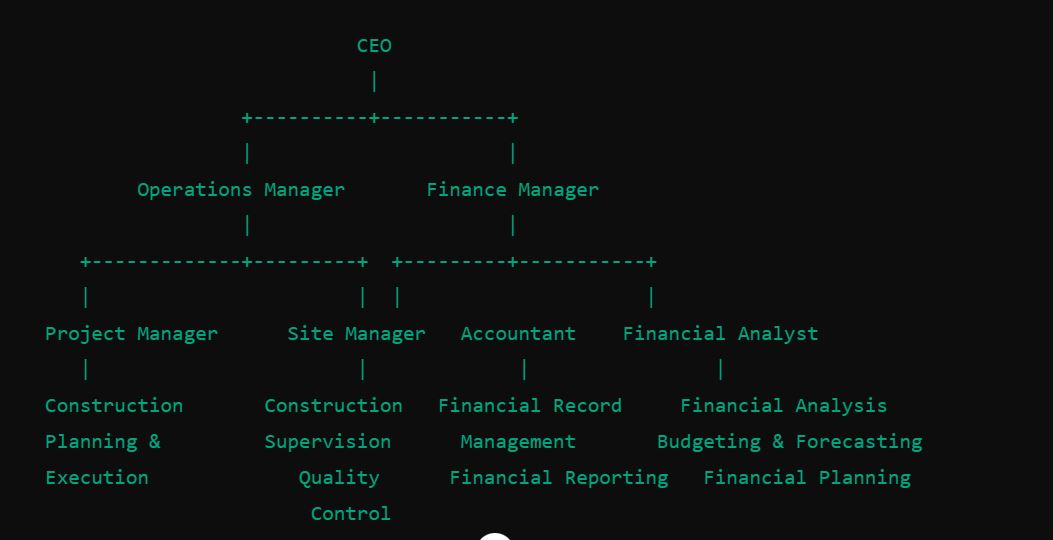 CEO
|
+----------+-----------+
| |
Operations Manager Finance Manager
| |
+-------------+---------+ +---------+-----------+
| | | |
Project Manager Site Manager Accountant Financial Analyst
| | | |
Construction Construction Financial Record Financial Analysis
Planning & Supervision Management Budgeting & Forecasting
Execution Quality Financial Reporting Financial Planning
Control